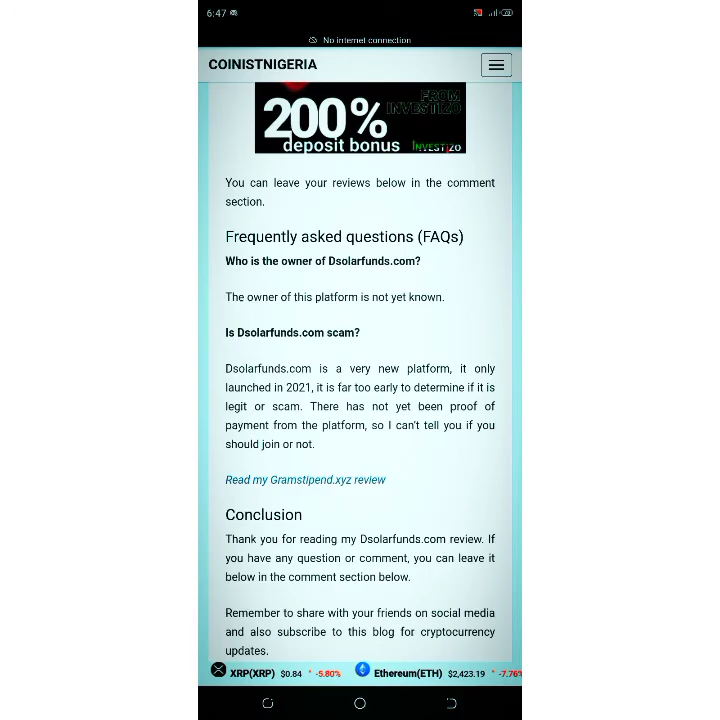 6:47
No internet connection
COINISTNIGERIA
200% FROM INVESTIZO
deposit bonus INVESTIZO
You can leave your reviews below in the comment
section.
Frequently asked questions (FAQs)
Who is the owner of Dsolarfunds.com?
The owner of this platform is not yet known.
Is Dsolarfunds.com scam?
Dsolarfunds.com is a very new platform, it only
launched in 2021, it is far too early to determine if it is
legit or scam. There has not yet been proof of
payment from the platform, so I can't tell you if you
should join or not.
Read my Gramstipend.xyz review
Conclusion
Thank you for reading my Dsolarfunds.com review. If
you have any question or comment, you can leave it
below in the comment section below.
Remember to share with your friends on social media
and also subscribe to this blog for cryptocurrency
updates.
XRP(XRP) $0.84 -5.80% Ethereum(ETH) $2,423.19 -7.76%